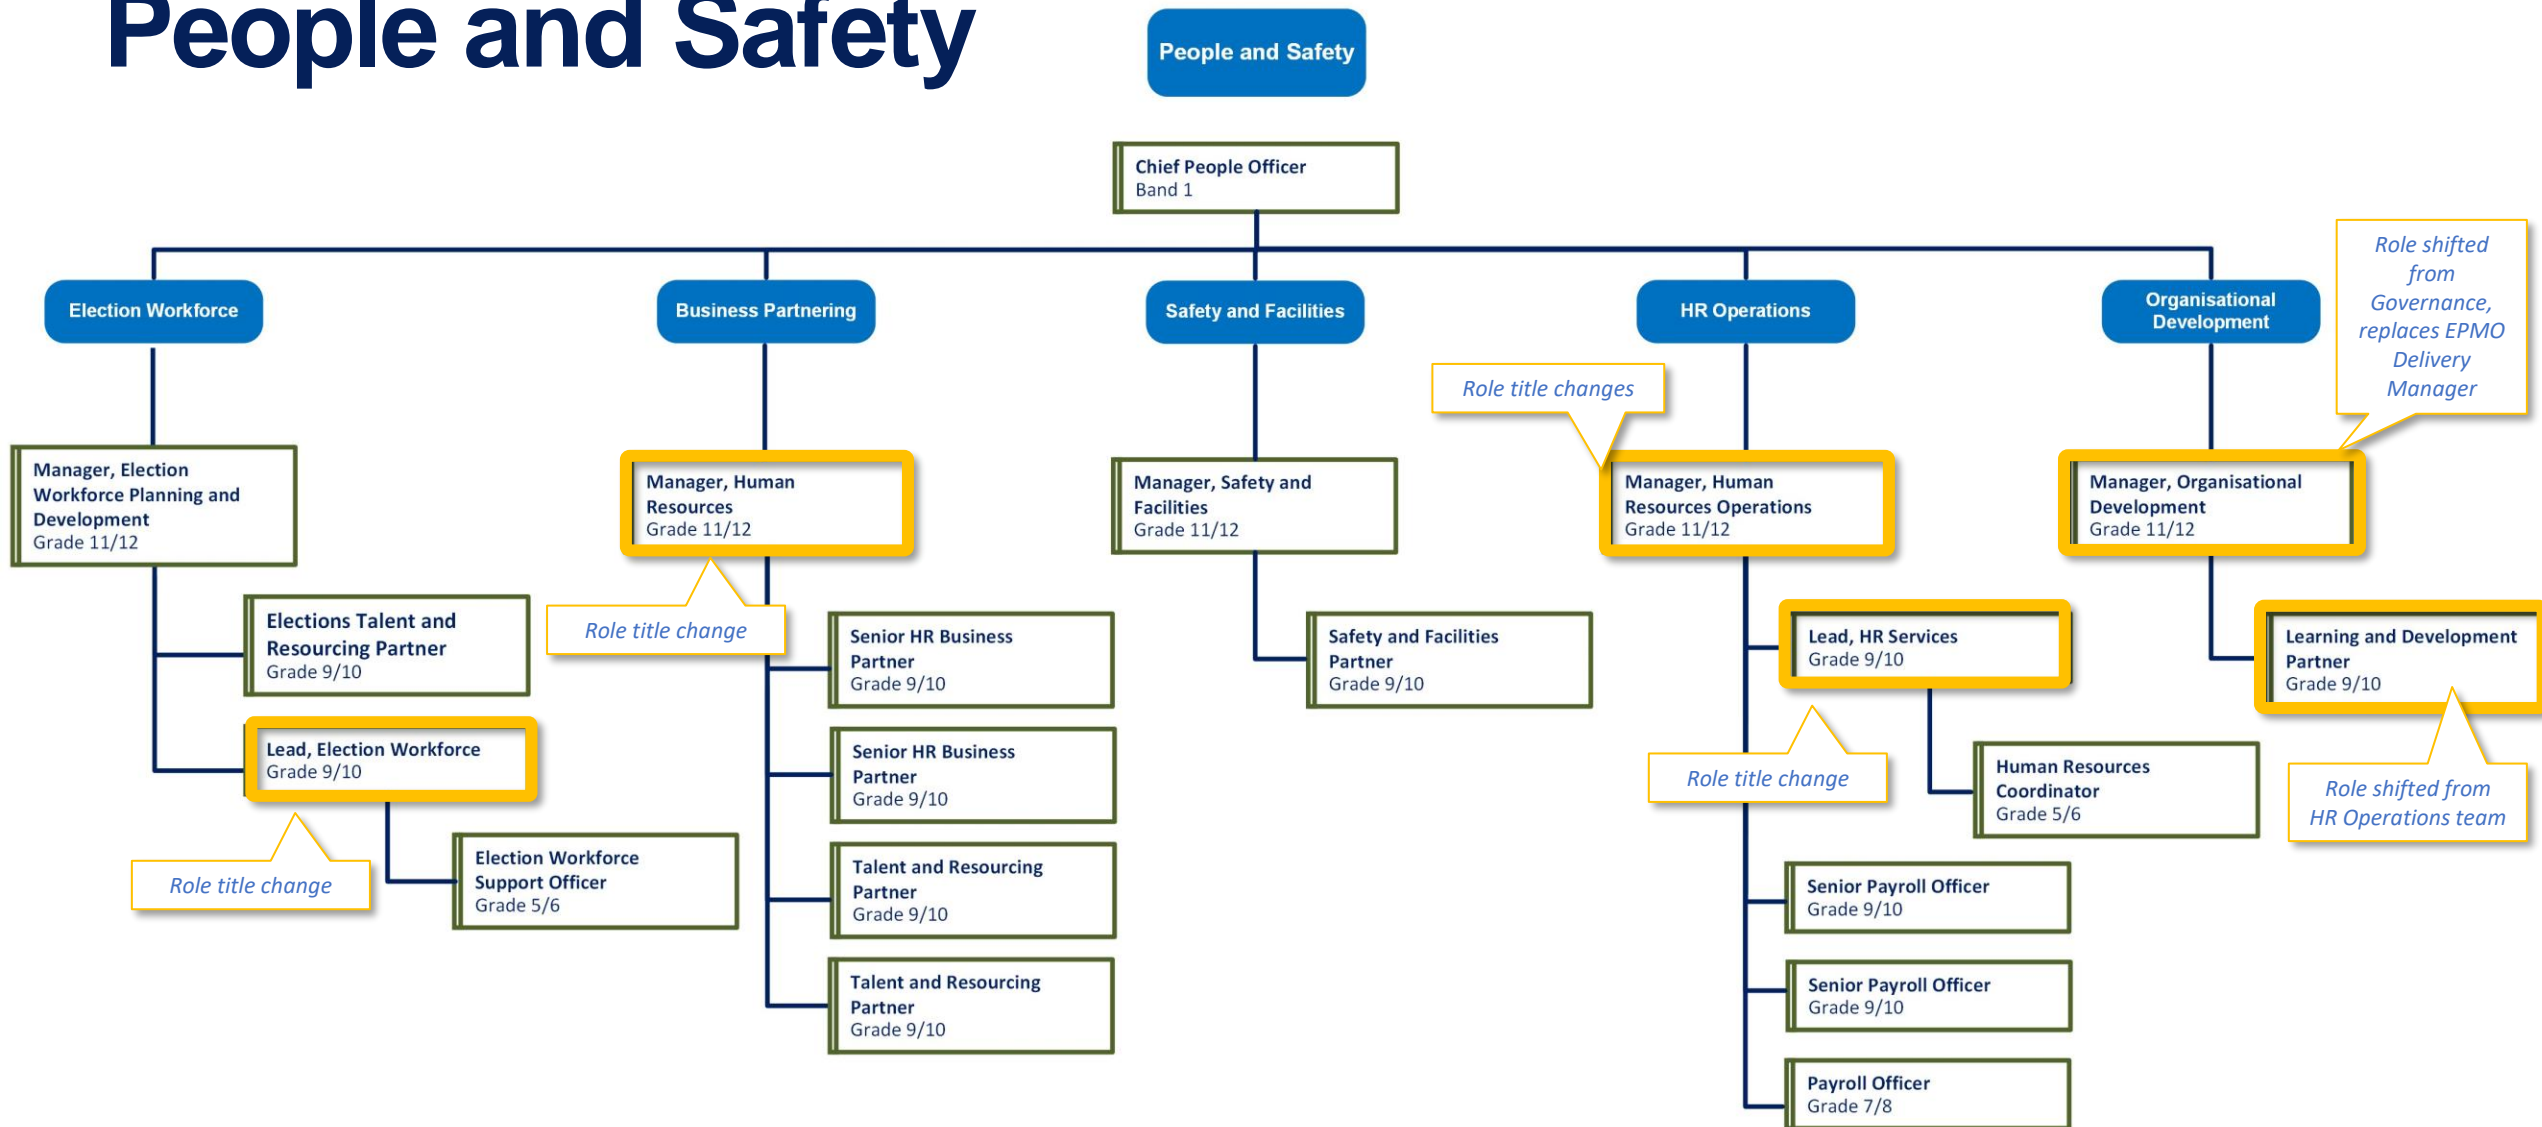 People and Safety
People and Safety
Chief People Officer
Band 1
Election Workforce
Business Partnering
Safety and Facilities
HR Operations
Organisational
Development
Role shifted
from
Governance,
replaces EPMO
Delivery
Manager
Role title changes
Manager, Election
Workforce Planning and
Development
Grade 11/12
Manager, Human
Resources
Grade 11/12
Manager, Safety and
Facilities
Grade 11/12
Manager, Human
Resources Operations
Grade 11/12
Manager, Organisational
Development
Grade 11/12
Elections Talent and
Resourcing Partner
Grade 9/10
Role title change
Senior HR Business
Partner
Grade 9/10
Safety and Facilities
Partner
Grade 9/10
Lead, HR Services
Grade 9/10
Learning and Development
Partner
Grade 9/10
Lead, Election Workforce
Grade 9/10
Senior HR Business
Partner
Grade 9/10
Role title change
Human Resources
Coordinator
Grade 5/6
Role shifted from
HR Operations team
Role title change
Election Workforce
Support Officer
Grade 5/6
Talent and Resourcing
Partner
Grade 9/10
Senior Payroll Officer
Grade 9/10
Talent and Resourcing
Partner
Grade 9/10
Senior Payroll Officer
Grade 9/10
Payroll Officer
Grade 7/8